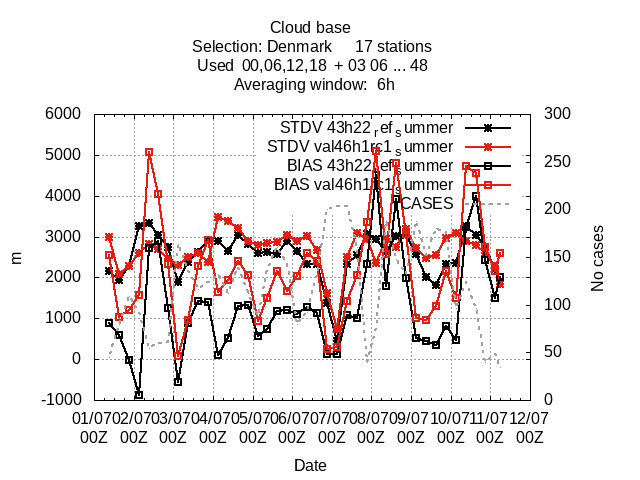 Cloud base
Selection: Denmark 17 stations
Used 00,06,12,18 + 03 06 ... 48
Averaging window: 6h
6000
5000
4000
3000
2000
1000
0
-1000
m
300
250
200
150
100
50
0
No cases
STDV 43h22refsummer
STDV val46h1rc1summer
BIAS 43h22refsummer
BIAS val46h1rc1summer
CASES
01/07 02/07 03/07 04/07 05/07 06/07 07/07 08/07 09/07 10/07 11/07 12/07
00Z 00Z 00Z 00Z 00Z 00Z 00Z 00Z 00Z 00Z 00Z 00Z
Date